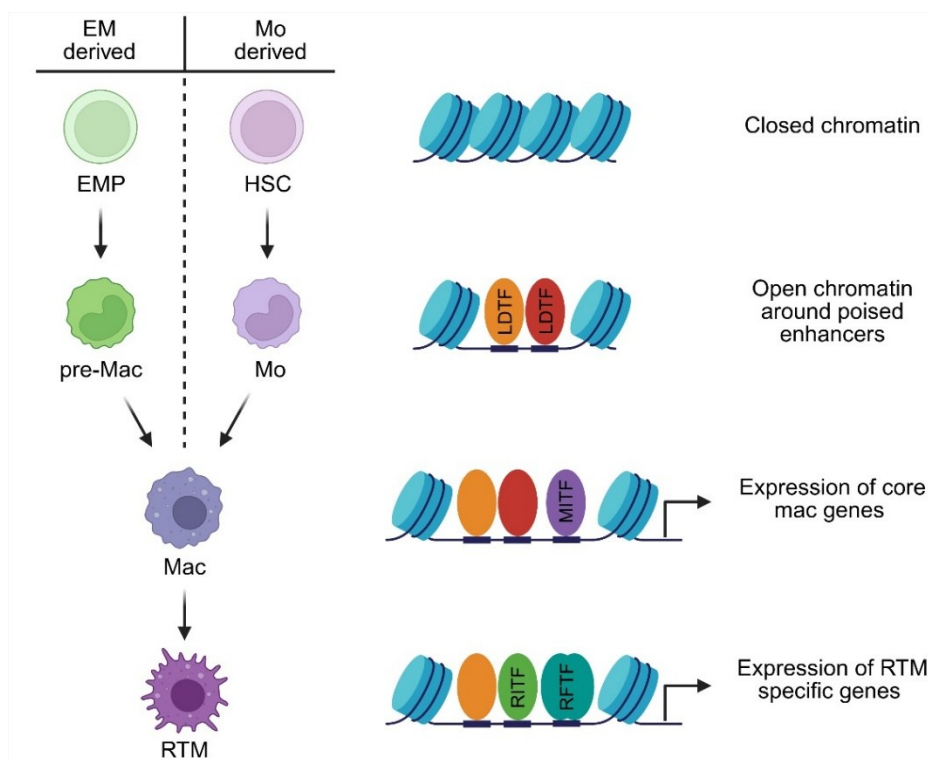 EM
derived
Mo
derived
EMP
HSC
Closed chromatin
pre-Mac
Mo
LDTF
LDTF
Open chromatin
around poised
enhancers
Mac
MITF
Expression of core
mac genes
RTM
RITF
RFTF
Expression of RTM
specific genes